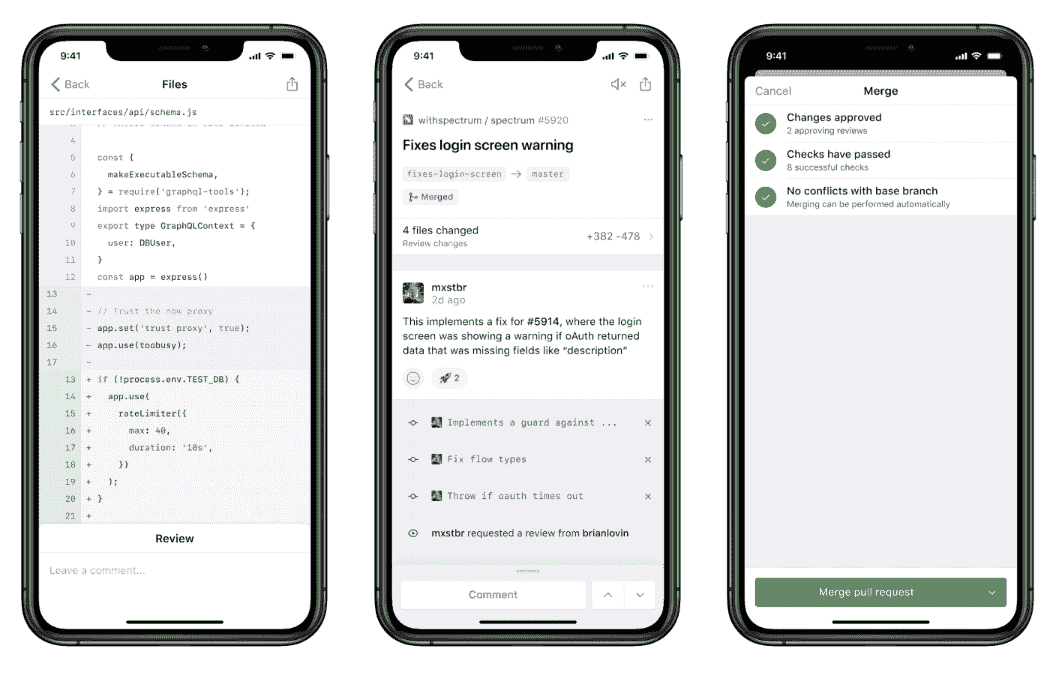 9:41
Back
Files
src/interfaces/api/schema.js
4
5 const {
6 makeExecutableSchema,
7 } = require('graphql-tools');
8 import express from 'express'
9 export type GraphQLContext = {
10 user: DBUser,
11 }
12 const app = express()
13 -
14 - // Trust the now proxy
15 - app.set('trust proxy', true);
16 - app.use(toobusy);
17 -
13 + if (!process.env.TEST_DB) {
14 + app.use(
15 + rateLimiter({
16 + max: 40,
17 + duration: '10s',
18 + })
19 + );
20 + }
21 +
Review
Leave a comment...
9:41
Back
withspectrum / spectrum #5920
Fixes login screen warning
fixes-login-screen → master
Merged
4 files changed
Review changes
+382 -478
mxstbr
2d ago
This implements a fix for #5914, where the login
screen was showing a warning if oAuth returned
data that was missing fields like “description”
2
Implements a guard against ...
Fix flow types
Throw if oauth times out
mxstbr requested a review from brianlovin
Comment
9:41
Cancel
Merge
Changes approved
2 approving reviews
Checks have passed
8 successful checks
No conflicts with base branch
Merging can be performed automatically
Merge pull request